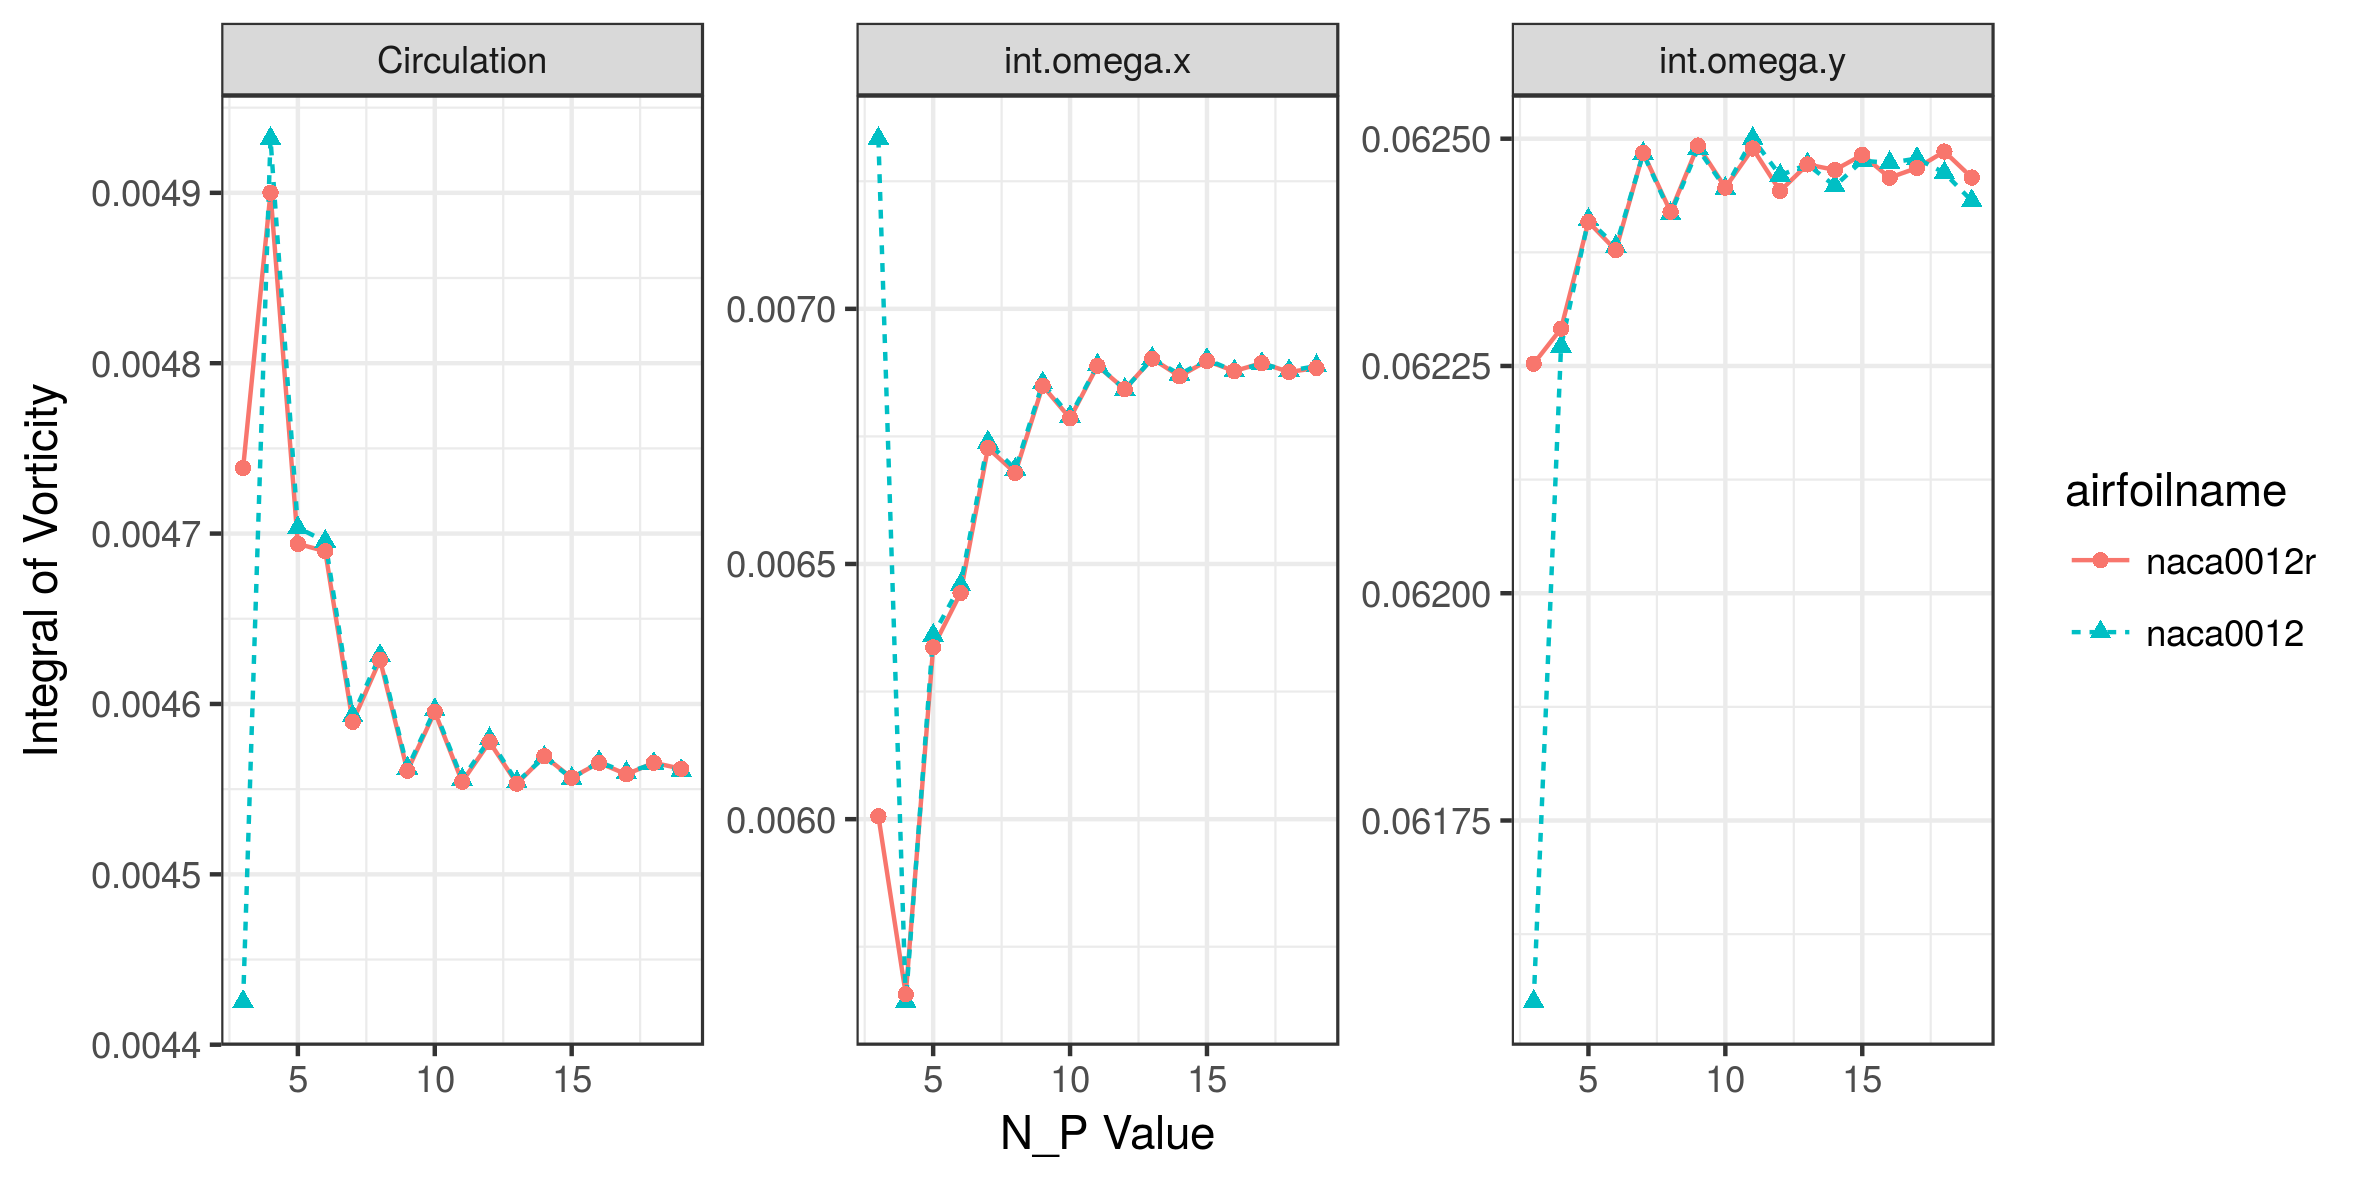 Circulation
int.omega.x
int.omega.y
Integral of Vorticity
0.0049
0.0048
0.0047
0.0046
0.0045
0.0044
0.0070
0.0065
0.0060
0.06250
0.06225
0.06200
0.06175
5 10 15
5 10 15
5 10 15
N_P Value
airfoilname
naca0012r
naca0012